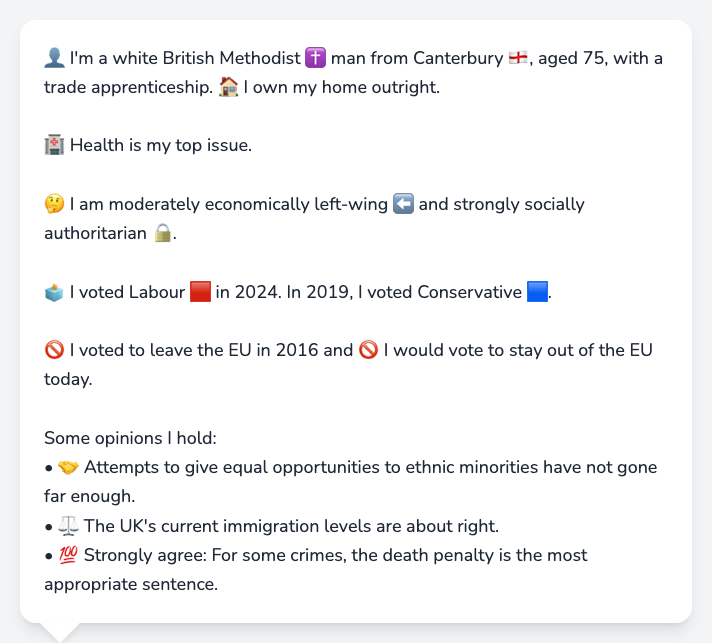 👤 I'm a white British Methodist ✝️ man from Canterbury 🏴󠁧󠁢󠁥󠁮󠁧󠁿, aged 75, with a
trade apprenticeship. 🏠 I own my home outright.
🏥 Health is my top issue.
🤔 I am moderately economically left-wing ⬅️ and strongly socially
authoritarian 🔒.
🗳️ I voted Labour 🟥 in 2024. In 2019, I voted Conservative 🟦.
🚫 I voted to leave the EU in 2016 and 🚫 I would vote to stay out of the EU
today.
Some opinions I hold:
• 🤝 Attempts to give equal opportunities to ethnic minorities have not gone
far enough.
• ⚖️ The UK's current immigration levels are about right.
• 💯 Strongly agree: For some crimes, the death penalty is the most
appropriate sentence.